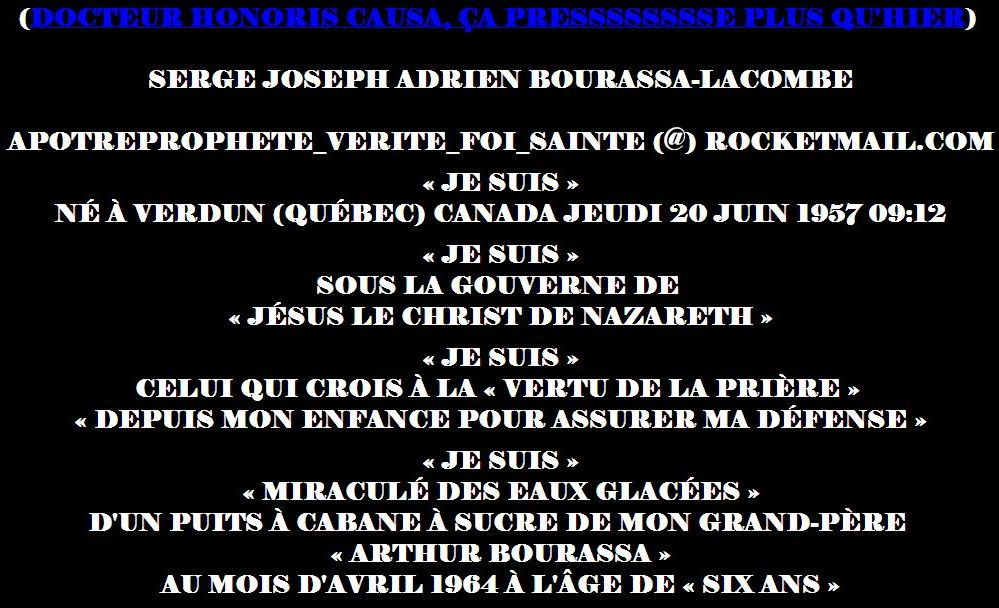 (DOCTEUR HONORIS CAUSA, ÇA PRESSSSSSSSSE PLUS QU'HIER)
SERGE JOSEPH ADRIEN BOURASSA-LACOMBE
APOTREPROPHETE_VERITE_FOI_SAINTE (@) ROCKETMAIL.COM
« JE SUIS »
NÉ À VERDUN (QUÉBEC) CANADA JEUDI 20 JUIN 1957 09:12
« JE SUIS »
SOUS LA GOUVERNE DE
« JÉSUS LE CHRIST DE NAZARETH »
« JE SUIS »
CELUI QUI CROIS À LA « VERTU DE LA PRIÈRE »
« DEPUIS MON ENFANCE POUR ASSURER MA DÉFENSE »
« JE SUIS »
« MIRACULÉ DES EAUX GLACÉES »
D'UN PUITS À CABANE À SUCRE DE MON GRAND-PÈRE
« ARTHUR BOURASSA »
AU MOIS D'AVRIL 1964 À L'ÂGE DE « SIX ANS »